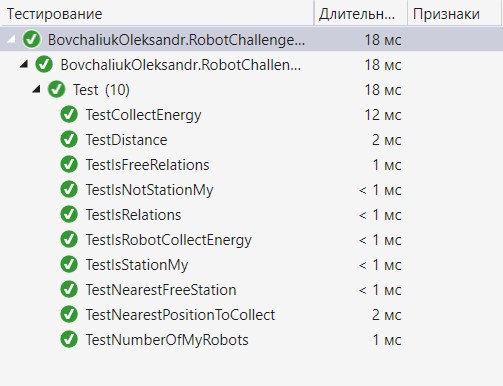 Тестирование Длительн... Признаки
BovchaliukOleksandr.RobotChallenge... 18 мс
BovchaliukOleksandr.RobotChallen... 18 мс
Test (10) 18 мс
TestCollectEnergy 12 мс
TestDistance 2 мс
TestIsFreeRelations 1 мс
TestIsNotStationMy < 1 мс
TestIsRelations < 1 мс
TestIsRobotCollectEnergy < 1 мс
TestIsStationMy < 1 мс
TestNearestFreeStation < 1 мс
TestNearestPositionToCollect 2 мс
TestNumberOfMyRobots 1 мс